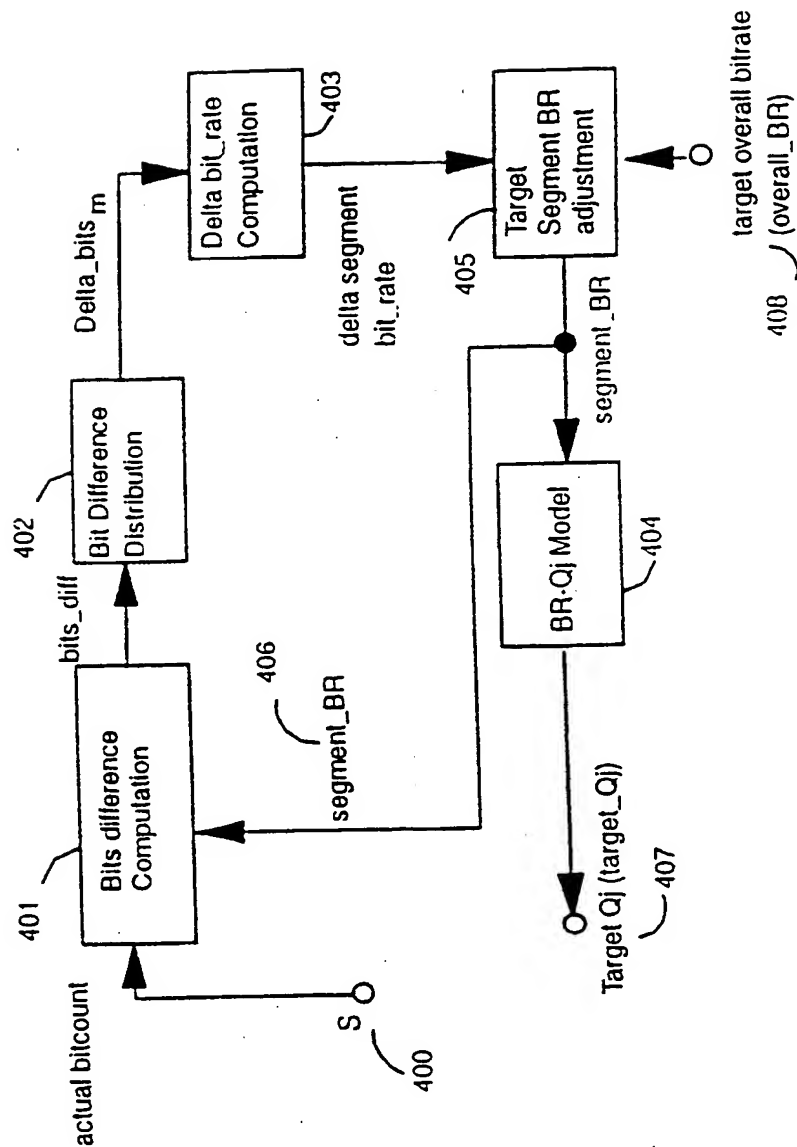 actual bitcount
S
400
401
Bits difference
Computation
bits_diff
402
Bit Difference
Distribution
Delta_bits m
Delta bit_rate
Computation
403
delta segment
bit_rate
405
Target
Segment BR
adjustment
target overall bitrate
408 (overall_BR)
segment_BR
406
segment_BR
BR-Qj Model
404
Target Qj (target_Qj)
407